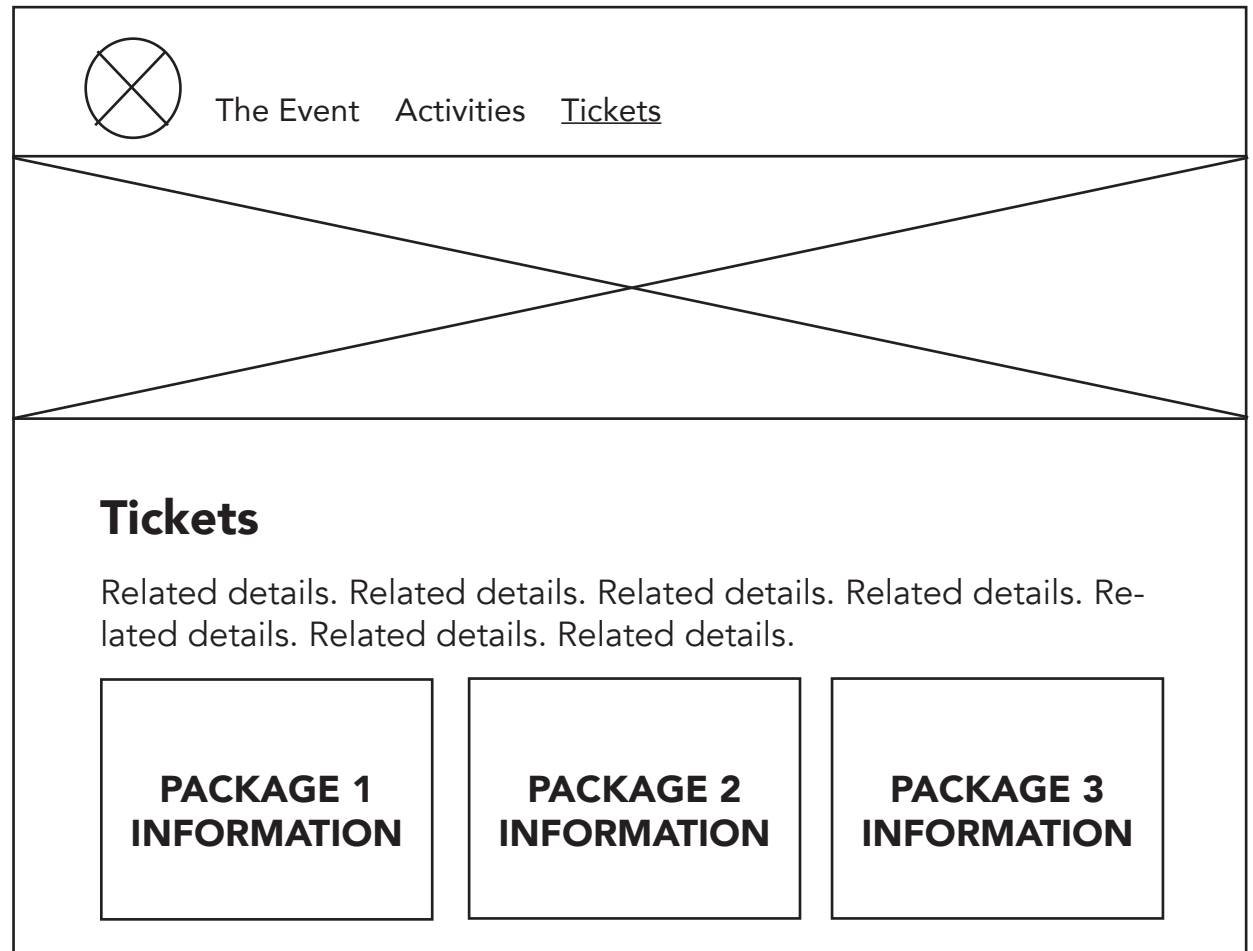 The Event Activities Tickets
Tickets
Related details. Related details. Related details. Related details. Re-
lated details. Related details. Related details.
PACKAGE 1
INFORMATION
PACKAGE 2
INFORMATION
PACKAGE 3
INFORMATION